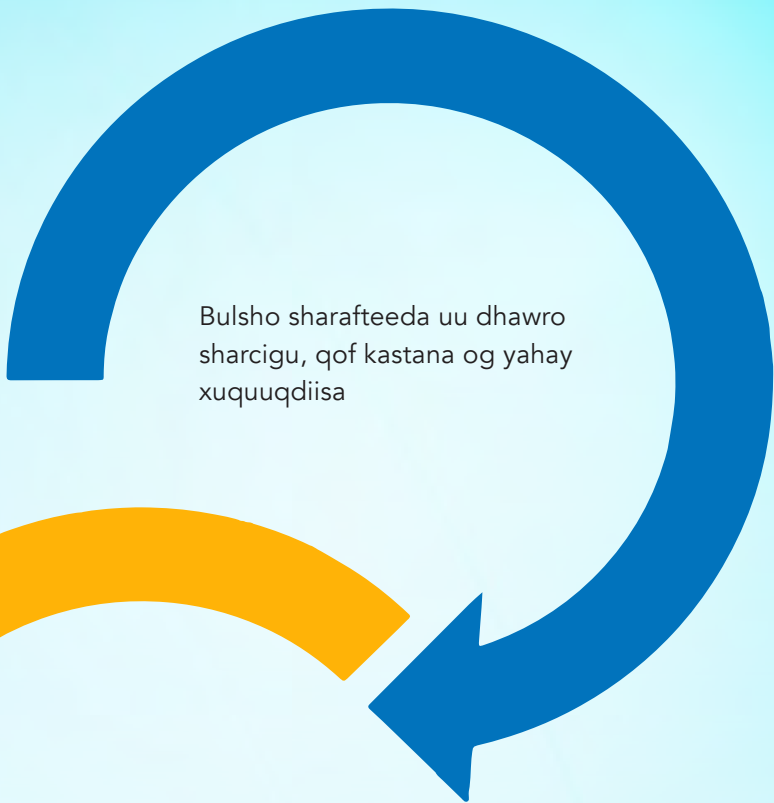 Bulsho sharafteeda uu dhawro
sharcigu, qof kastana og yahay
xuquuqdiisa